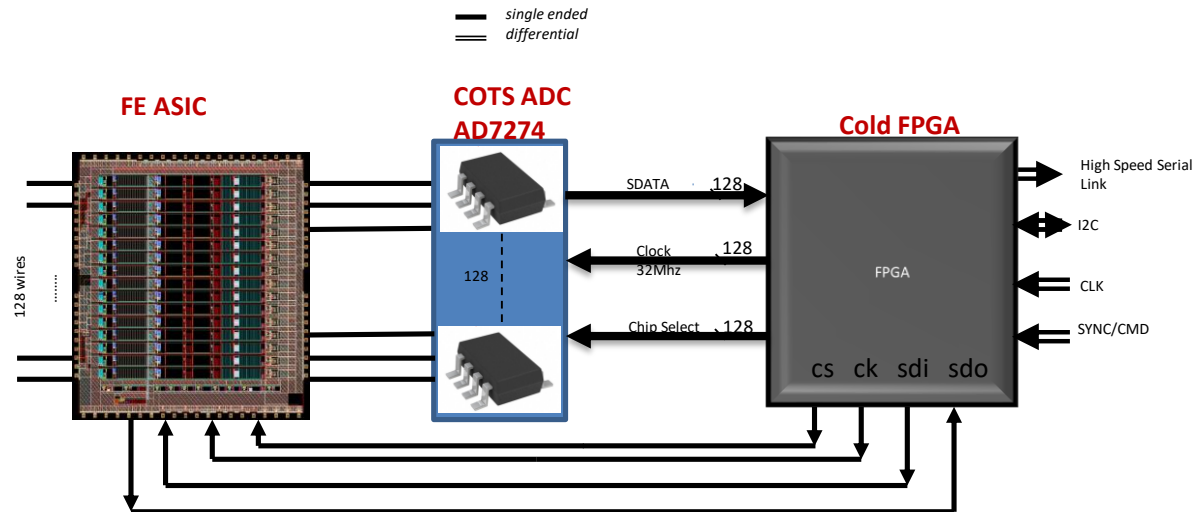 single ended
differential
FE ASIC
COTS ADC
AD7274
Cold FPGA
128 wires
.........
SDATA
128
Clock
32Mhz
128
Chip Select
128
128
FPGA
cs ck sdi sdo
High Speed Serial
Link
I2C
CLK
SYNC/CMD